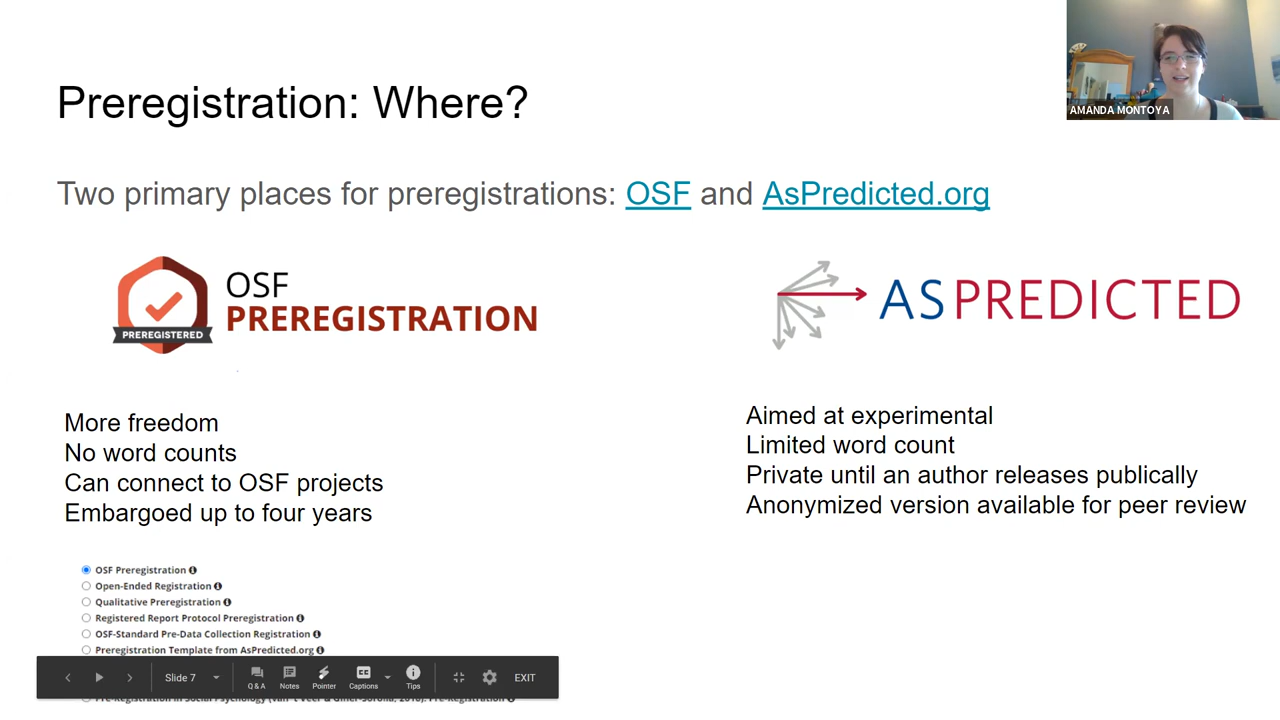 Preregistration: Where?
AMANDA MONTOYA
Two primary places for preregistrations: OSF and AsPredicted.org
OSF
PREREGISTRATION
PREREGISTERED
ASPREDICTED
More freedom
No word counts
Can connect to OSF projects
Embargoed up to four years
Aimed at experimental
Limited word count
Private until an author releases publically
Anonymized version available for peer review
OSF Preregistration
Open-Ended Registration
Qualitative Preregistration
Registered Report Protocol Preregistration
OSF-Standard Pre-Data Collection Registration
Preregistration Template from AsPredicted.org
Slide 7
Q & A
Notes
Pointer
Captions
Tips
EXIT